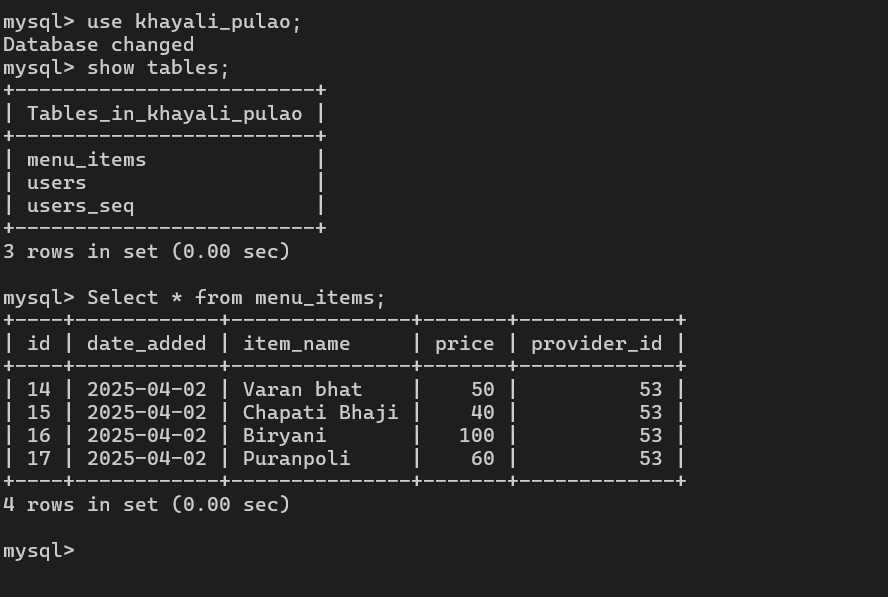 mysql> use khayali_pulao;
Database changed
mysql> show tables;
+-------------------------+
| Tables_in_khayali_pulao |
+-------------------------+
| menu_items              |
| users                   |
| users_seq               |
+-------------------------+
3 rows in set (0.00 sec)

mysql> Select * from menu_items;
+----+------------+---------------+-------+-------------+
| id | date_added | item_name     | price | provider_id |
+----+------------+---------------+-------+-------------+
| 14 | 2025-04-02 | Varan bhat    |    50 |          53 |
| 15 | 2025-04-02 | Chapati Bhaji |    40 |          53 |
| 16 | 2025-04-02 | Biryani       |   100 |          53 |
| 17 | 2025-04-02 | Puranpoli     |    60 |          53 |
+----+------------+---------------+-------+-------------+
4 rows in set (0.00 sec)

mysql>